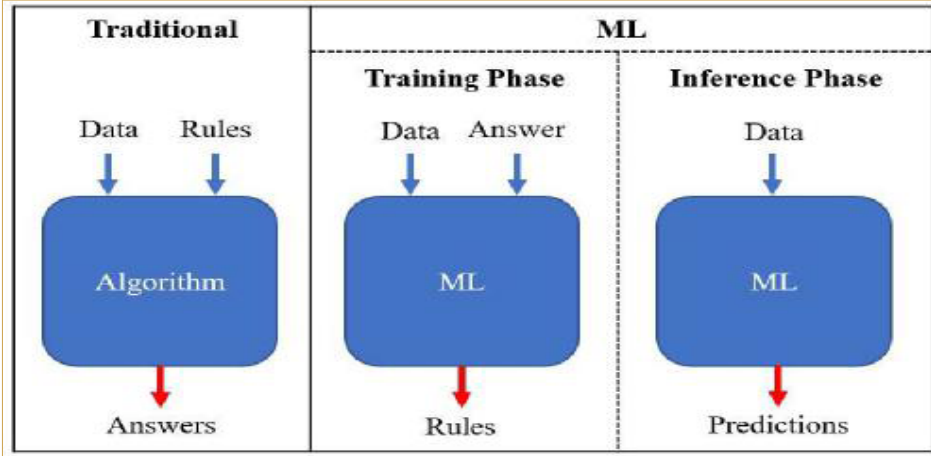 Traditional
ML
Training Phase
Inference Phase
Data Rules
Data Answer
Data
Algorithm
ML
ML
Answers
Rules
Predictions